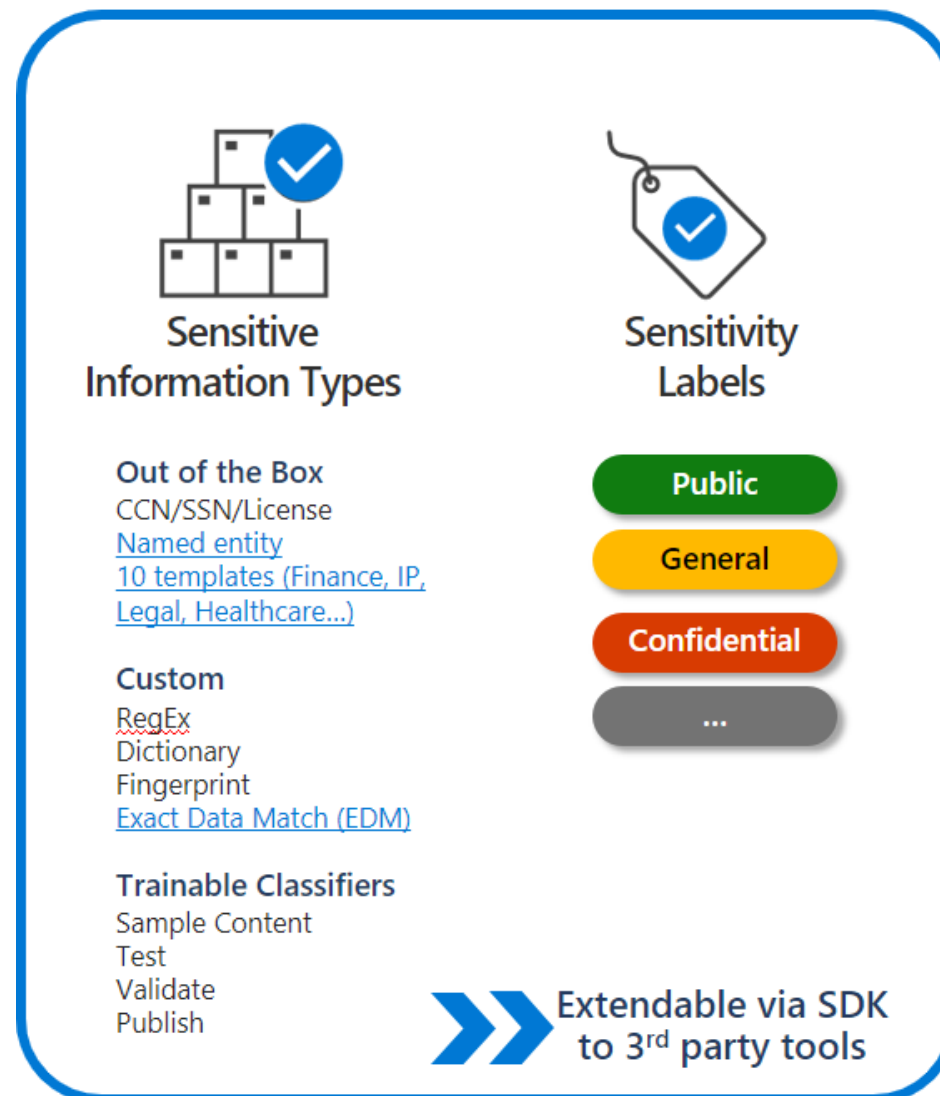 Sensitive
Information Types
Out of the Box
CCN/SSN/License
Named entity
10 templates (Finance, IP,
Legal, Healthcare...)
Custom
RegEx
Dictionary
Fingerprint
Exact Data Match (EDM)
Trainable Classifiers
Sample Content
Test
Validate
Publish
Sensitivity
Labels
Public
General
Confidential
...
Extendable via SDK
to 3rd party tools